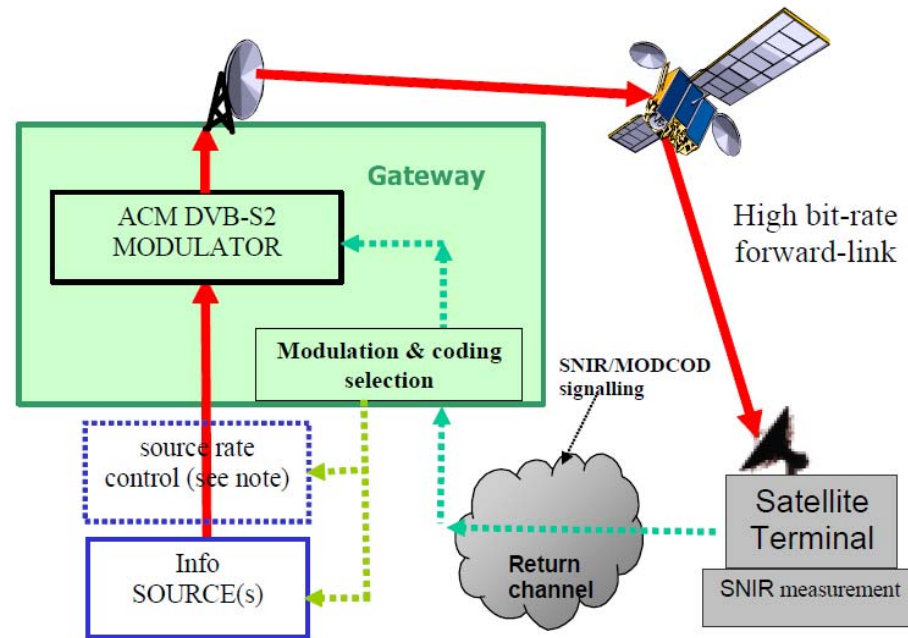 Gateway
ACM DVB-S2
MODULATOR
High bit-rate
forward-link
Modulation & coding
selection
SNIR/MODCOD
signalling
source rate
control (see note)
Info
SOURCE(s)
Return
channel
Satellite
Terminal
SNIR measurement